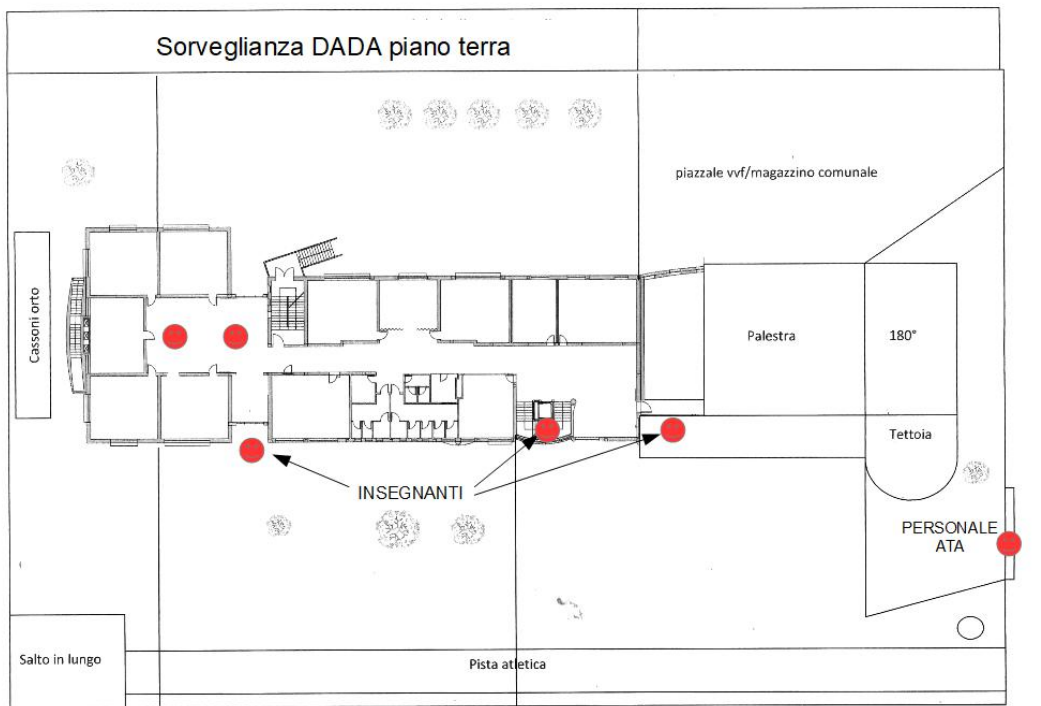 Sorveglianza DADA piano terra
piazzale vvf/magazzino comunale
Cassoni orto
Palestra
180°
Tettoia
INSEGNANTI
PERSONALE
ATA
Salto in lungo
Pista atletica